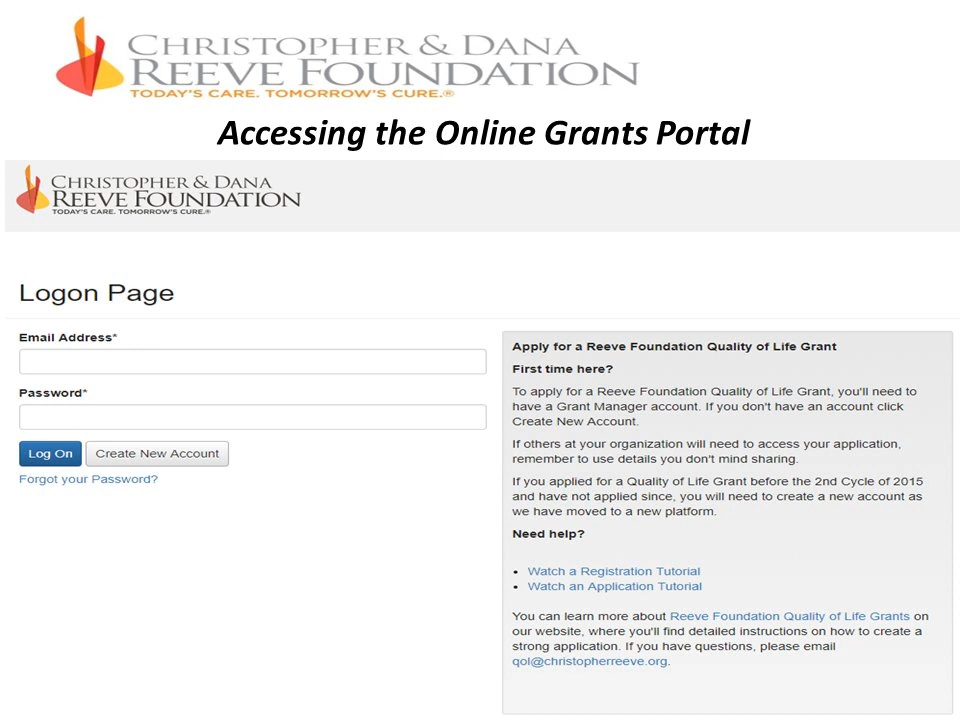 CHRISTOPHER & DANA
REEVE FOUNDATION
TODAY'S CARE. TOMORROW'S CURE.®
Accessing the Online Grants Portal
CHRISTOPHER & DANA
REEVE FOUNDATION
TODAY'S CARE. TOMORROW'S CURE.®
Logon Page
Email Address*
Password*
Log On
Create New Account
Forgot your Password?
Apply for a Reeve Foundation Quality of Life Grant
First time here?
To apply for a Reeve Foundation Quality of Life Grant, you'll need to
have a Grant Manager account. If you don't have an account click
Create New Account.
If others at your organization will need to access your application,
remember to use details you don't mind sharing.
If you applied for a Quality of Life Grant before the 2nd Cycle of 2015
and have not applied since, you will need to create a new account as
we have moved to a new platform.
Need help?
• Watch a Registration Tutorial
• Watch an Application Tutorial
You can learn more about Reeve Foundation Quality of Life Grants on
our website, where you'll find detailed instructions on how to create a
strong application. If you have questions, please email
qol@christopherreeve.org.